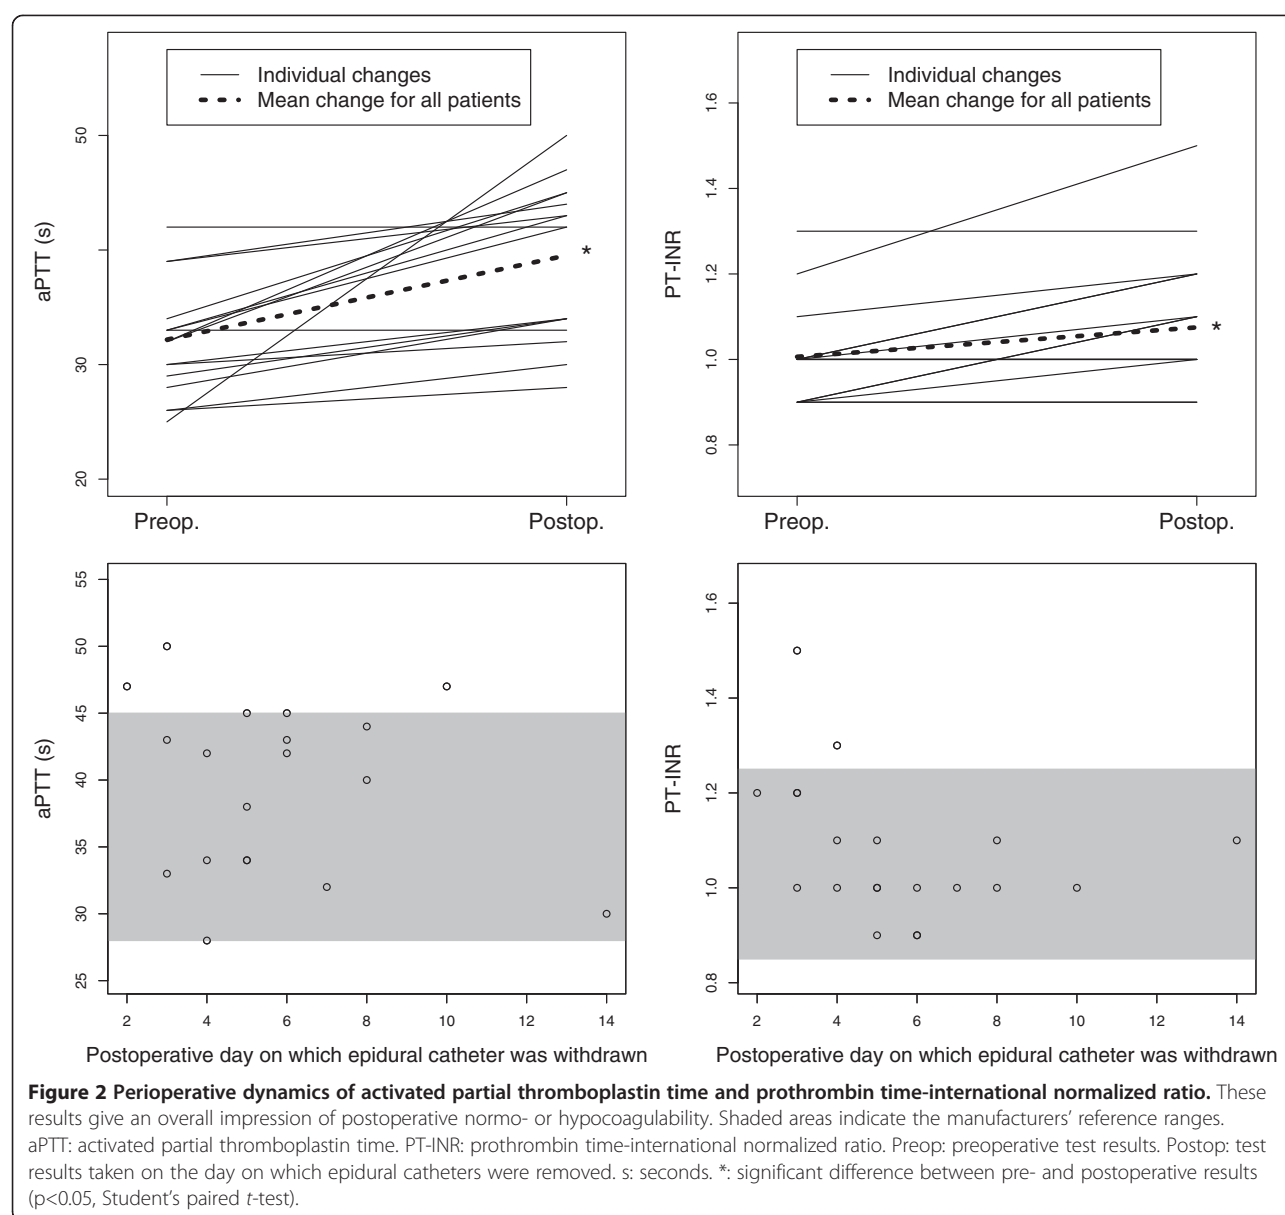 Individual changes
Mean change for all patients
50
30
20
aPTT (s)
*
Preop.
Postop.
Individual changes
Mean change for all patients
1.6
1.4
1.2
1.0
0.8
PT-INR
*
Preop.
Postop.
55
50
45
40
35
30
25
aPTT (s)
2 4 6 8 10 12 14
Postoperative day on which epidural catheter was withdrawn
1.6
1.4
1.2
1.0
0.8
PT-INR
2 4 6 8 10 12 14
Postoperative day on which epidural catheter was withdrawn
Figure 2 Perioperative dynamics of activated partial thromboplastin time and prothrombin time-international normalized ratio. These
results give an overall impression of postoperative normo- or hypocoagulability. Shaded areas indicate the manufacturers’ reference ranges.
aPTT: activated partial thromboplastin time. PT-INR: prothrombin time-international normalized ratio. Preop: preoperative test results. Postop: test
results taken on the day on which epidural catheters were removed. s: seconds. *: significant difference between pre- and postoperative results
(p<0.05, Student’s paired t-test).